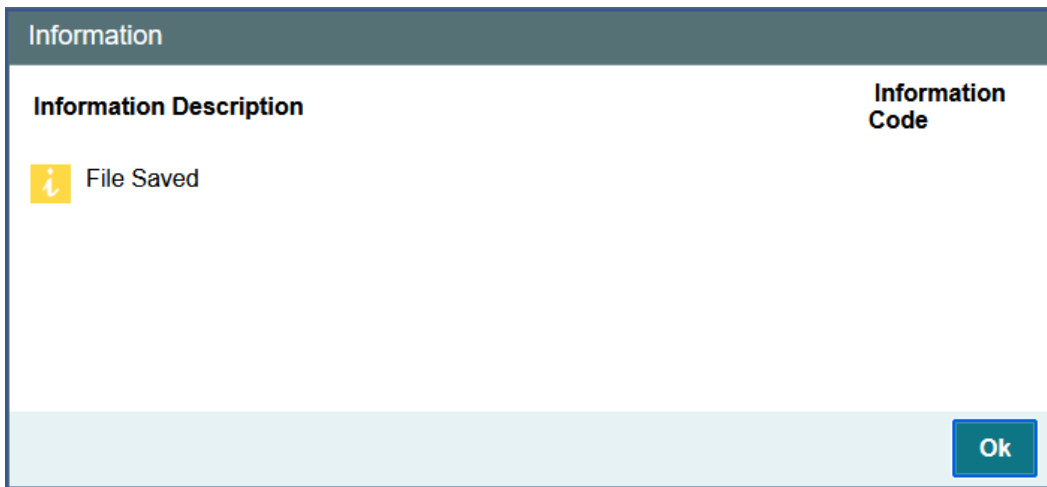 Information
Information Description
Information
Code
File Saved
Ok